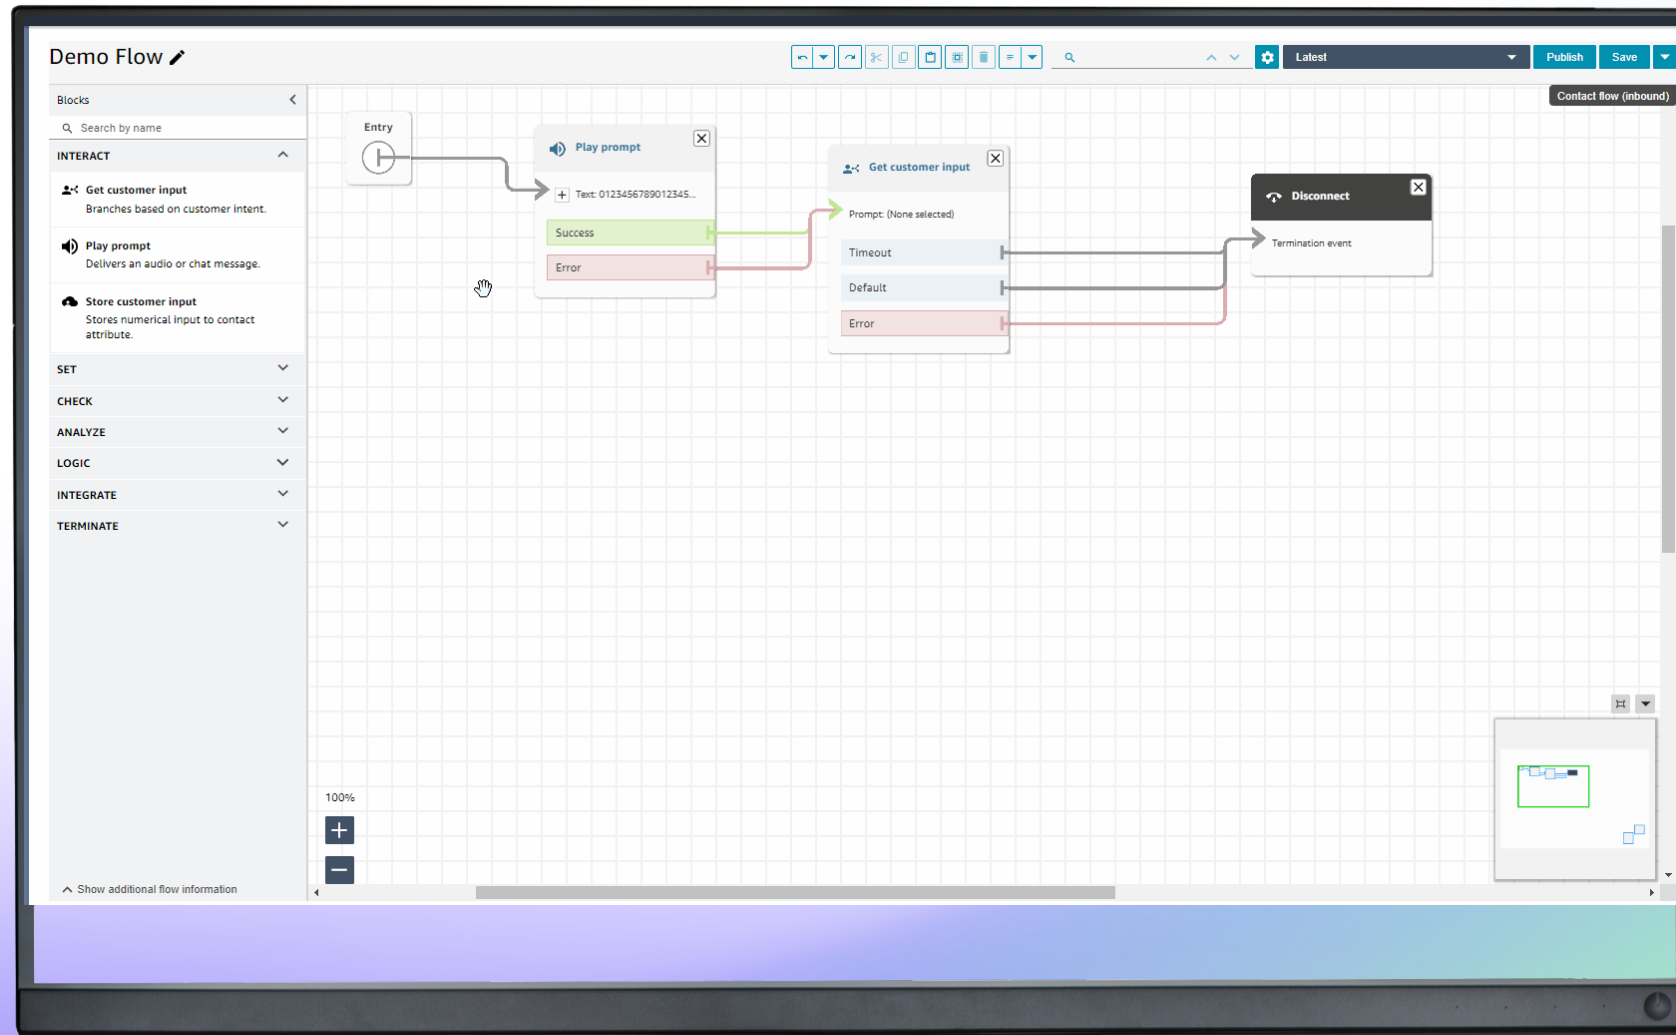 Demo Flow
Latest
Publish
Save
Contact flow (inbound)
Blocks
Search by name
INTERACT
Get customer input
Branches based on customer intent.
Play prompt
Delivers an audio or chat message.
Store customer input
Stores numerical input to contact
attribute.
SET
CHECK
ANALYZE
LOGIC
INTEGRATE
TERMINATE
Show additional flow information
Entry
Play prompt
Text: 0123456789012345...
Success
Error
Get customer input
Prompt: (None selected)
Timeout
Default
Error
Disconnect
Termination event
100%